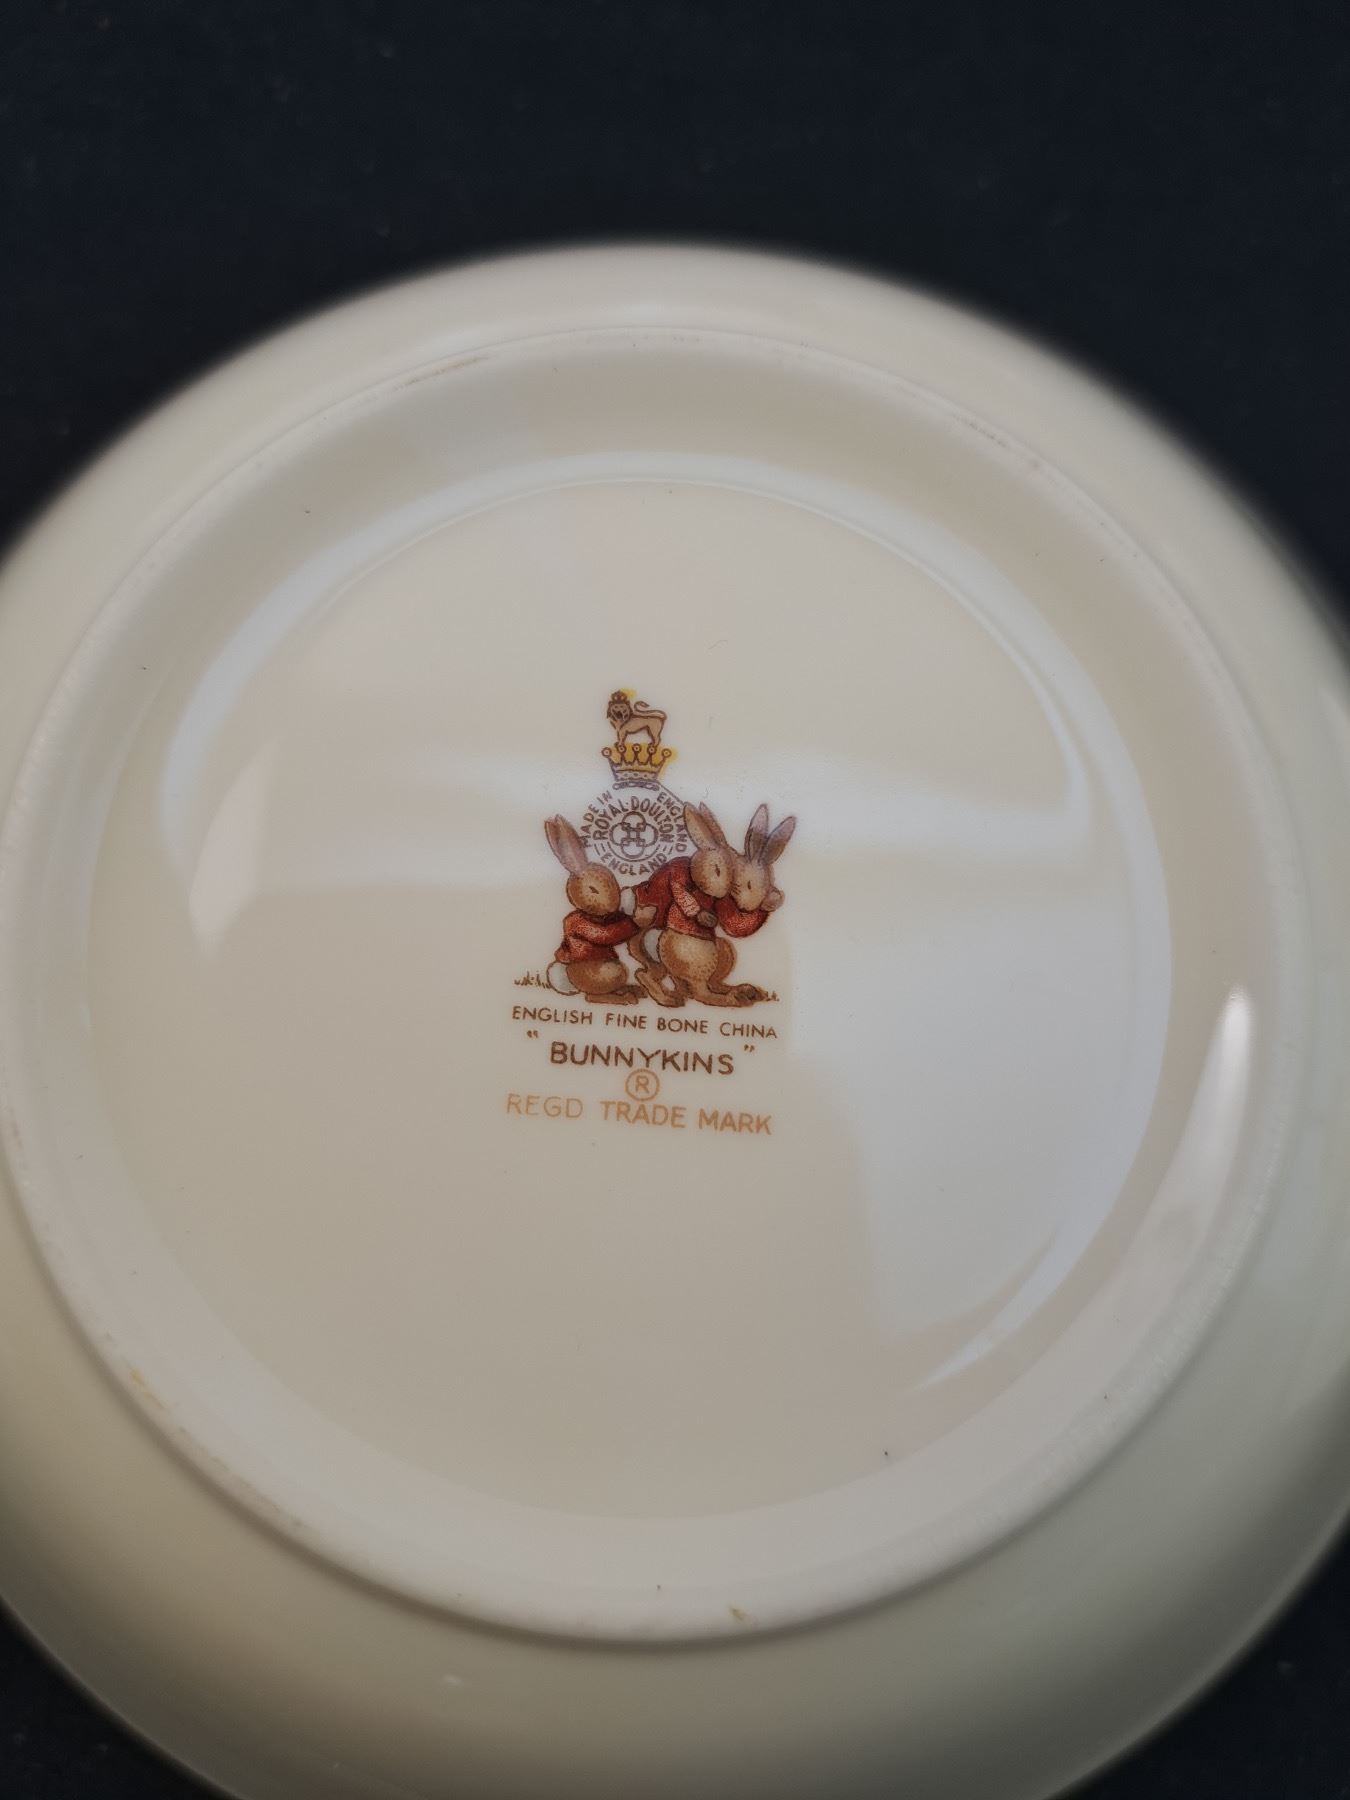 MADE IN ENGLAND
ROYAL·DOULTON
ENGLAND
ENGLISH FINE BONE CHINA
"BUNNYKINS"
®
REGD TRADE MARK